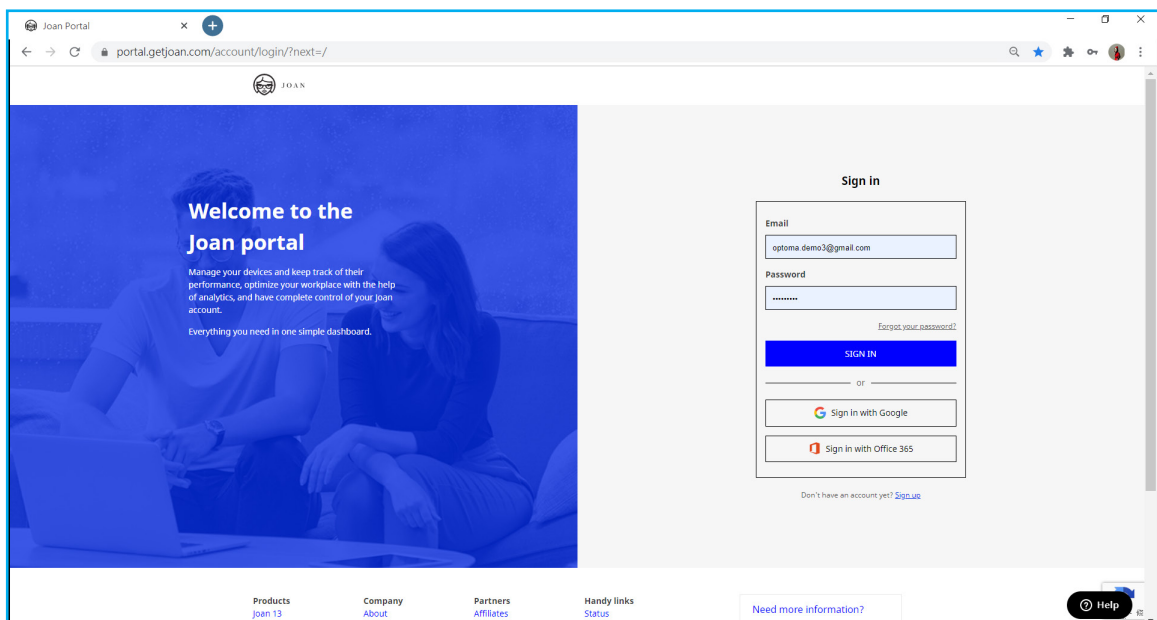 Joan Portal
portal.getjoan.com/account/login/?next=/
JOAN
Welcome to the
Joan portal
Manage your devices and keep track of their
performance, optimize your workplace with the help
of analytics, and have complete control of your Joan
account.
Everything you need in one simple dashboard.
Sign in
Email
optoma.demo3@gmail.com
Password
•••••••••
Forgot your password?
SIGN IN
or
Sign in with Google
Sign in with Office 365
Don't have an account yet? Sign up
Products
Joan 13
Company
About
Partners
Affiliates
Handy links
Status
Need more information?
Help